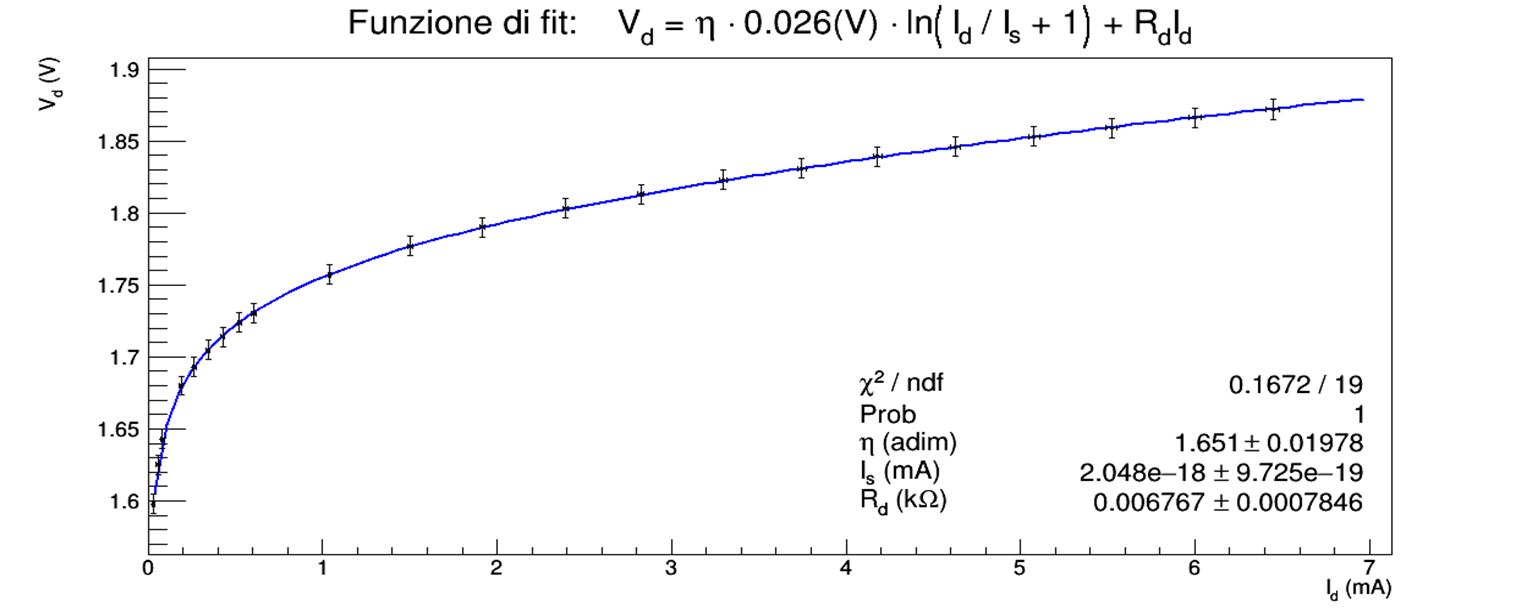 Funzione di fit: V_d = η · 0.026(V) · ln( I_d / I_s + 1) + R_dI_d
V_d (V)
1.9
1.85
1.8
1.75
1.7
1.65
1.6
χ² / ndf 0.1672 / 19
Prob 1
η (adim) 1.651 ± 0.01978
I_s (mA) 2.048e−18 ± 9.725e−19
R_d (kΩ) 0.006767 ± 0.0007846
0 1 2 3 4 5 6 7
I_d (mA)